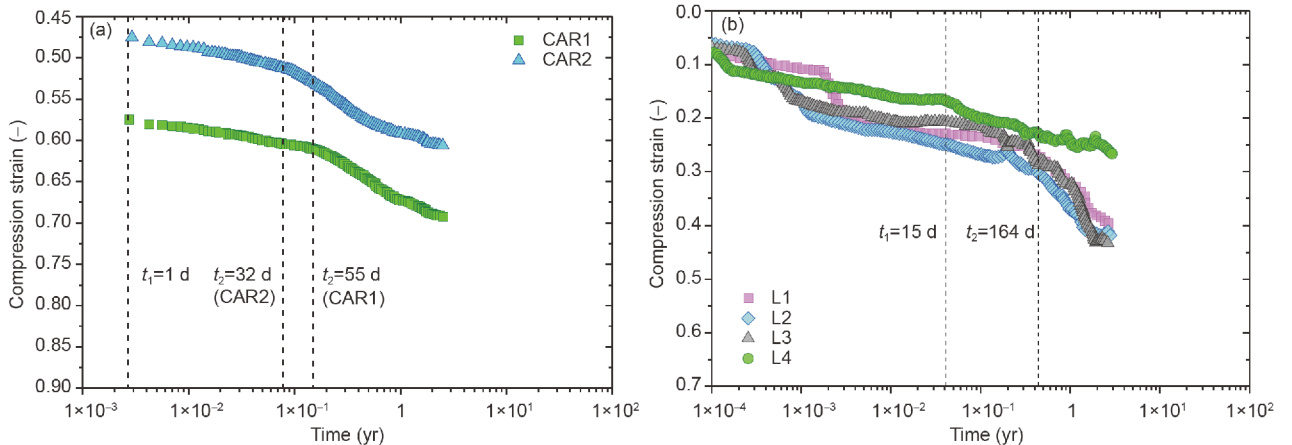 (a)
CAR1
CAR2
0.45
0.50
0.55
0.60
0.65
0.70
0.75
0.80
0.85
0.90
Compression strain (−)
t₁=1 d
t₂=32 d
(CAR2)
t₂=55 d
(CAR1)
1×10⁻³
1×10⁻²
1×10⁻¹
1
1×10¹
1×10²
Time (yr)
(b)
0.0
0.1
0.2
0.3
0.4
0.5
0.6
0.7
Compression strain (−)
t₁=15 d
t₂=164 d
L1
L2
L3
L4
1×10⁻⁴
1×10⁻³
1×10⁻²
1×10⁻¹
1
1×10¹
1×10²
Time (yr)